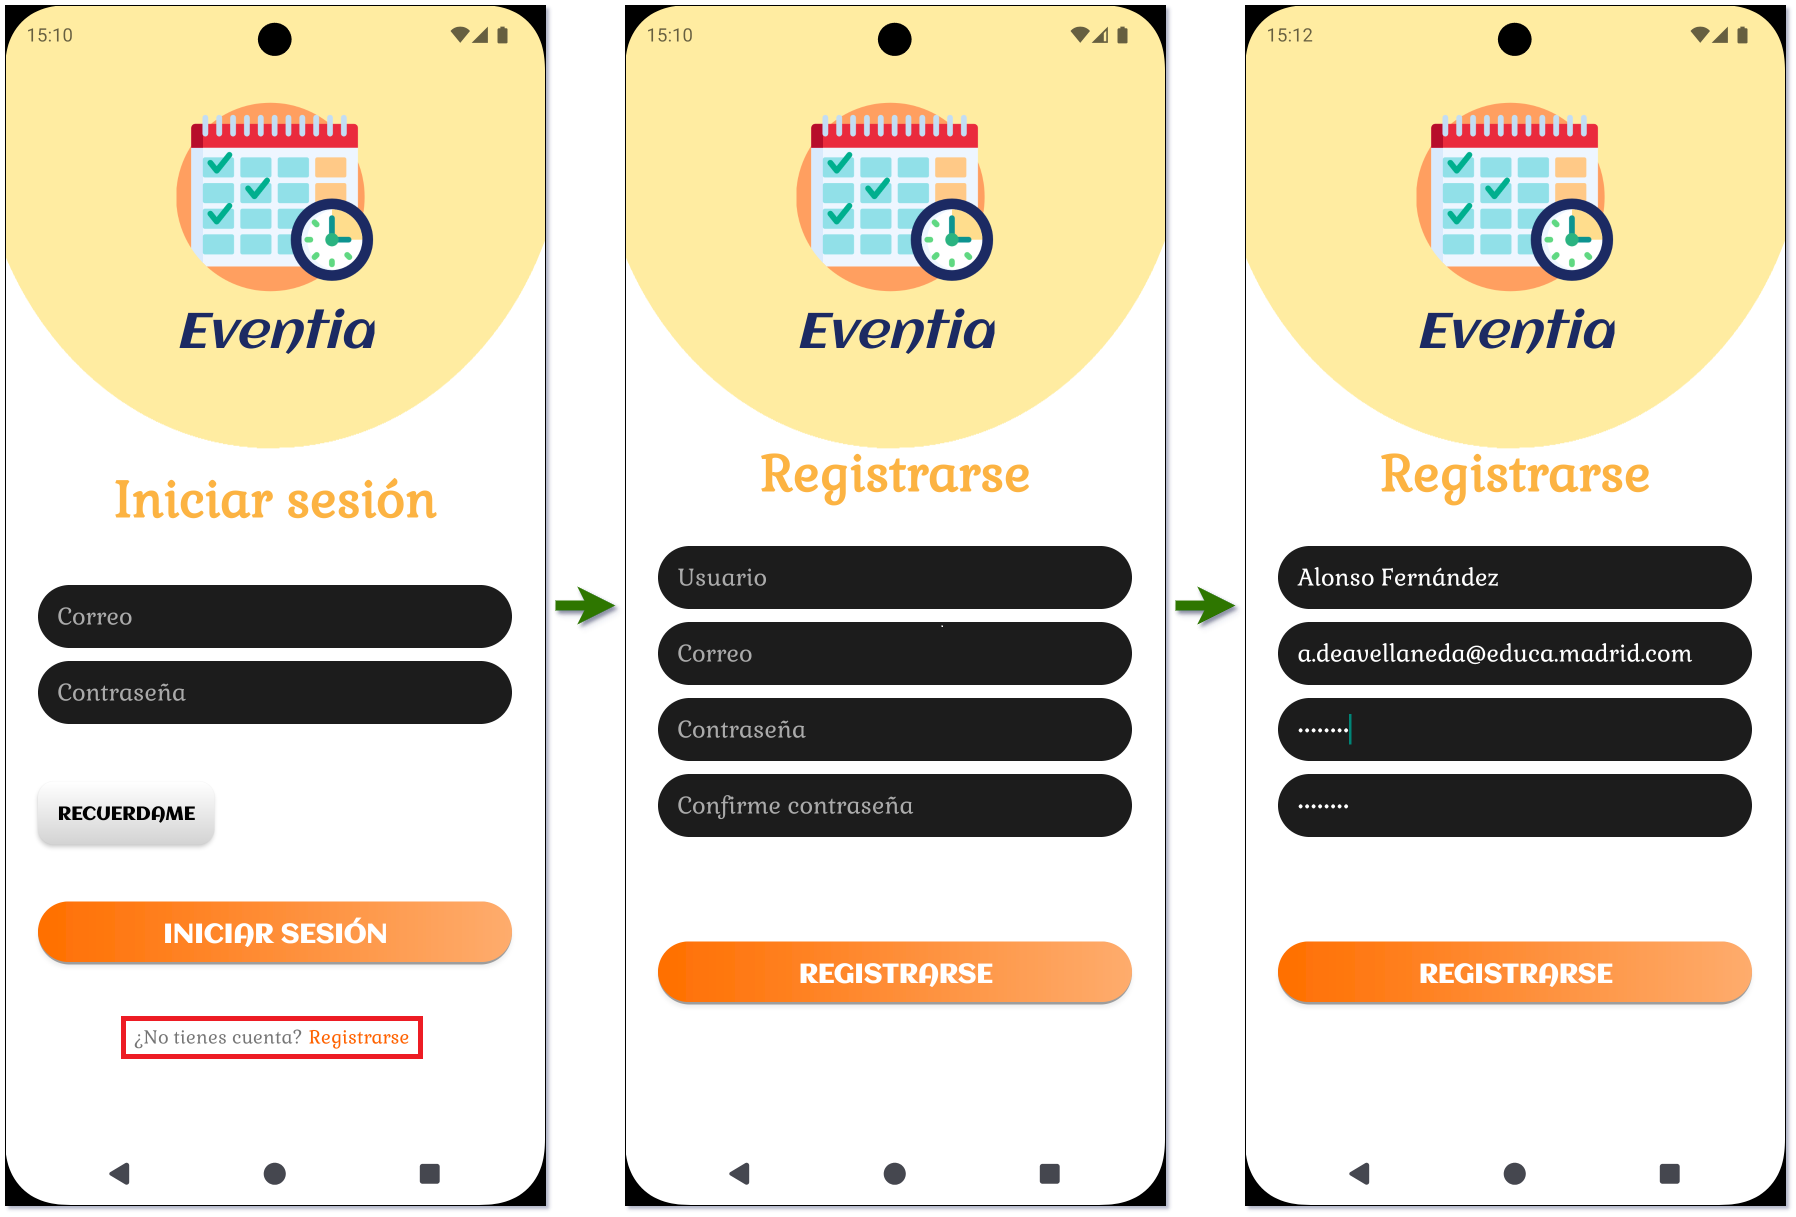 15:10
Eventia
Iniciar sesión
Correo
Contraseña
RECUERDAME
INICIAR SESIÓN
¿No tienes cuenta? Registrarse
15:10
Eventia
Registrarse
Usuario
Correo
Contraseña
Confirme contraseña
REGISTRARSE
15:12
Eventia
Registrarse
Alonso Fernández
a.deavellaneda@educa.madrid.com
••••••••
••••••••
REGISTRARSE